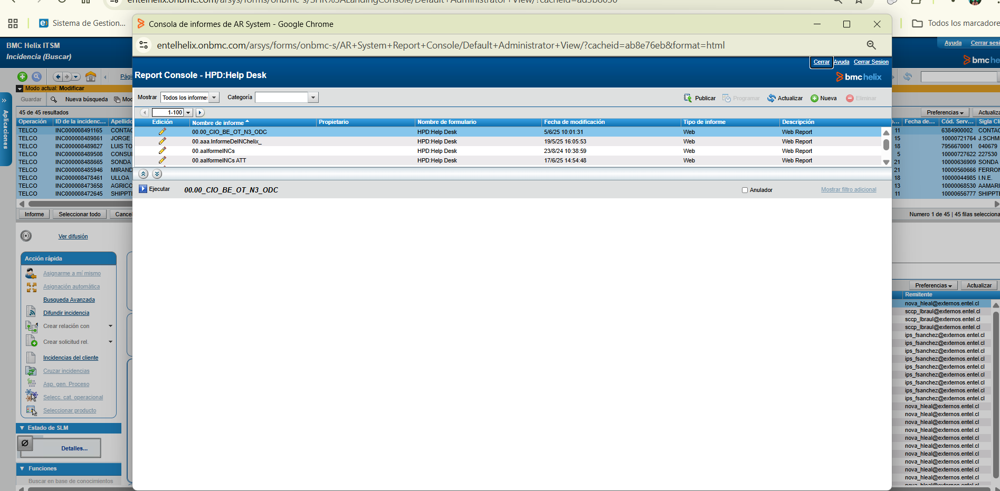 entelhelix.onbmc.com/arsys/forms/onbmc-s/SHR%3ALandingConsole/Default+Administrator+View/?cacheid=ad5b8630
Sistema de Gestion...
Todos los marcadore
Consola de informes de AR System - Google Chrome
entelhelix.onbmc.com/arsys/forms/onbmc-s/AR+System+Report+Console/Default+Administrator+View/?cacheid=ab8e76eb&format=html
BMC Helix ITSM
Incidencia (Buscar)
Ayuda Cerrar sesi
bmc he
Cerrar Ayuda Cerrar Sesion
Report Console - HPD:Help Desk
bmc helix
Pági
Modo actual: Modificar
Guardar Nueva búsqueda Mod
Mostrar Todos los informes Categoría
Publicar Programar Actualizar Nueva Eliminar
1-100
45 de 45 resultados
Preferencias Actualiza
Aplicaciones
Operación ID de la incidenc... Apellido
TELCO INC000008491165 CONTAC
TELCO INC000008489861 JORGE
TELCO INC000008489827 LUIS TO
TELCO INC000008489508 CONSU
TELCO INC000008488665 SONDA
TELCO INC000008485946 MIRAND
TELCO INC000008478461 ULLOA
TELCO INC000008473658 AGRICO
TELCO INC000008472645 SHIPPTE
Edición Nombre de informe Propietario Nombre de formulario Fecha de modificación Tipo de informe Descripción
00.00_CIO_BE_OT_N3_ODC HPD:Help Desk 5/6/25 10:01:31 Web Web Report
00.aaa.InformeDeINChelix_ HPD:Help Desk 19/5/25 16:05:53 Web Web Report
00.aaIformeINCs HPD:Help Desk 23/8/24 10:38:59 Web Web Report
00.aaIformeINCs ATT HPD:Help Desk 17/6/25 14:54:48 Web Web Report
o... Fecha de... Cód. Serv... Sigla Cli
11 6384900002 CONTAC
15 10000721764 J.SCHM
18 7956670001 040679
5 10000727622 227530
21 10000636909 SONDA
21 10000560666 FERRON
18 10000044985 I.N.E.
13 10000068530 AAMARI
11 10000656777 SHIPPTE
Ejecutar 00.00_CIO_BE_OT_N3_ODC Anulador Mostrar filtro adicional
Informe Seleccionar todo Cancel
Numero 1 de 45 | 45 filas selecciona
Ver difusión
Acción rápida
Asignarme a mí mismo
Asignación automática
Busqueda Avanzada
Difundir incidencia
Crear relación con
Crear solicitud rel.
Incidencias del cliente
Cruzar incidencias
Asp. gen. Proceso
Selecc. cat. operacional
Seleccionar producto
Estado de SLM
Detalles...
Funciones
Buscar en base de conocimientos
Preferencias Actualizar
Remitente
nova_hleal@externos.entel.cl
sccp_lbraul@externos.entel.cl
sccp_lbraul@externos.entel.cl
sccp_lbraul@externos.entel.cl
ips_fsanchez@externos.entel.cl
ips_fsanchez@externos.entel.cl
ips_fsanchez@externos.entel.cl
ips_fsanchez@externos.entel.cl
ips_fsanchez@externos.entel.cl
ips_fsanchez@externos.entel.cl
ips_fsanchez@externos.entel.cl
ips_fsanchez@externos.entel.cl
ips_fsanchez@externos.entel.cl
nova_hleal@externos.entel.cl
nova_hleal@externos.entel.cl
nova_hleal@externos.entel.cl
nova_hleal@externos.entel.cl
nova_hleal@externos.entel.cl
nova_hleal@externos.entel.cl
nova_hleal@externos.entel.cl
nova_hleal@externos.entel.cl
nova_hleal@externos.entel.cl
nova_hleal@externos.entel.cl
nova_hleal@externos.entel.cl